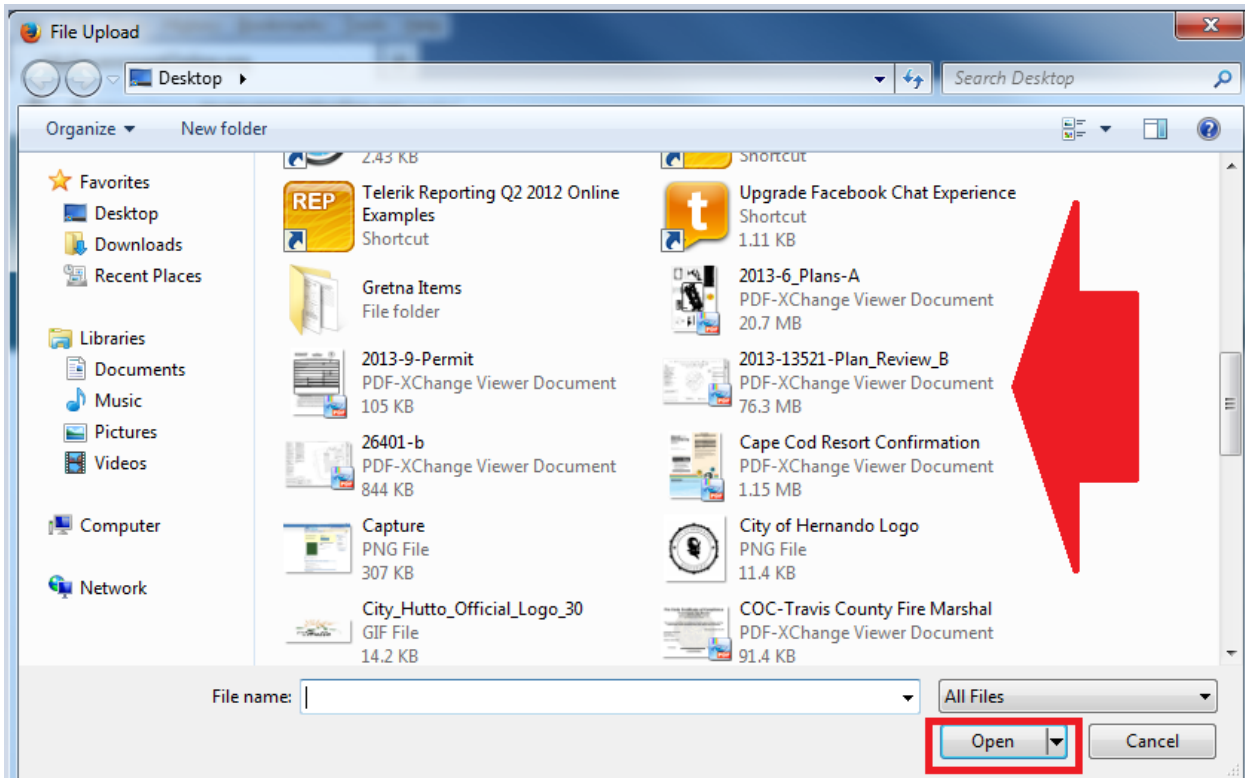 File Upload
Desktop
Search Desktop
Organize
New folder
Favorites
Desktop
Downloads
Recent Places
Libraries
Documents
Music
Pictures
Videos
Computer
Network
2.43 KB
Shortcut
REP
Telerik Reporting Q2 2012 Online
Examples
Shortcut
t
Upgrade Facebook Chat Experience
Shortcut
1.11 KB
Gretna Items
File folder
2013-6_Plans-A
PDF-XChange Viewer Document
20.7 MB
2013-9-Permit
PDF-XChange Viewer Document
105 KB
2013-13521-Plan_Review_B
PDF-XChange Viewer Document
76.3 MB
26401-b
PDF-XChange Viewer Document
844 KB
Cape Cod Resort Confirmation
PDF-XChange Viewer Document
1.15 MB
Capture
PNG File
307 KB
City of Hernando Logo
PNG File
11.4 KB
City_Hutto_Official_Logo_30
GIF File
14.2 KB
COC-Travis County Fire Marshal
PDF-XChange Viewer Document
91.4 KB
File name:
All Files
Open
Cancel